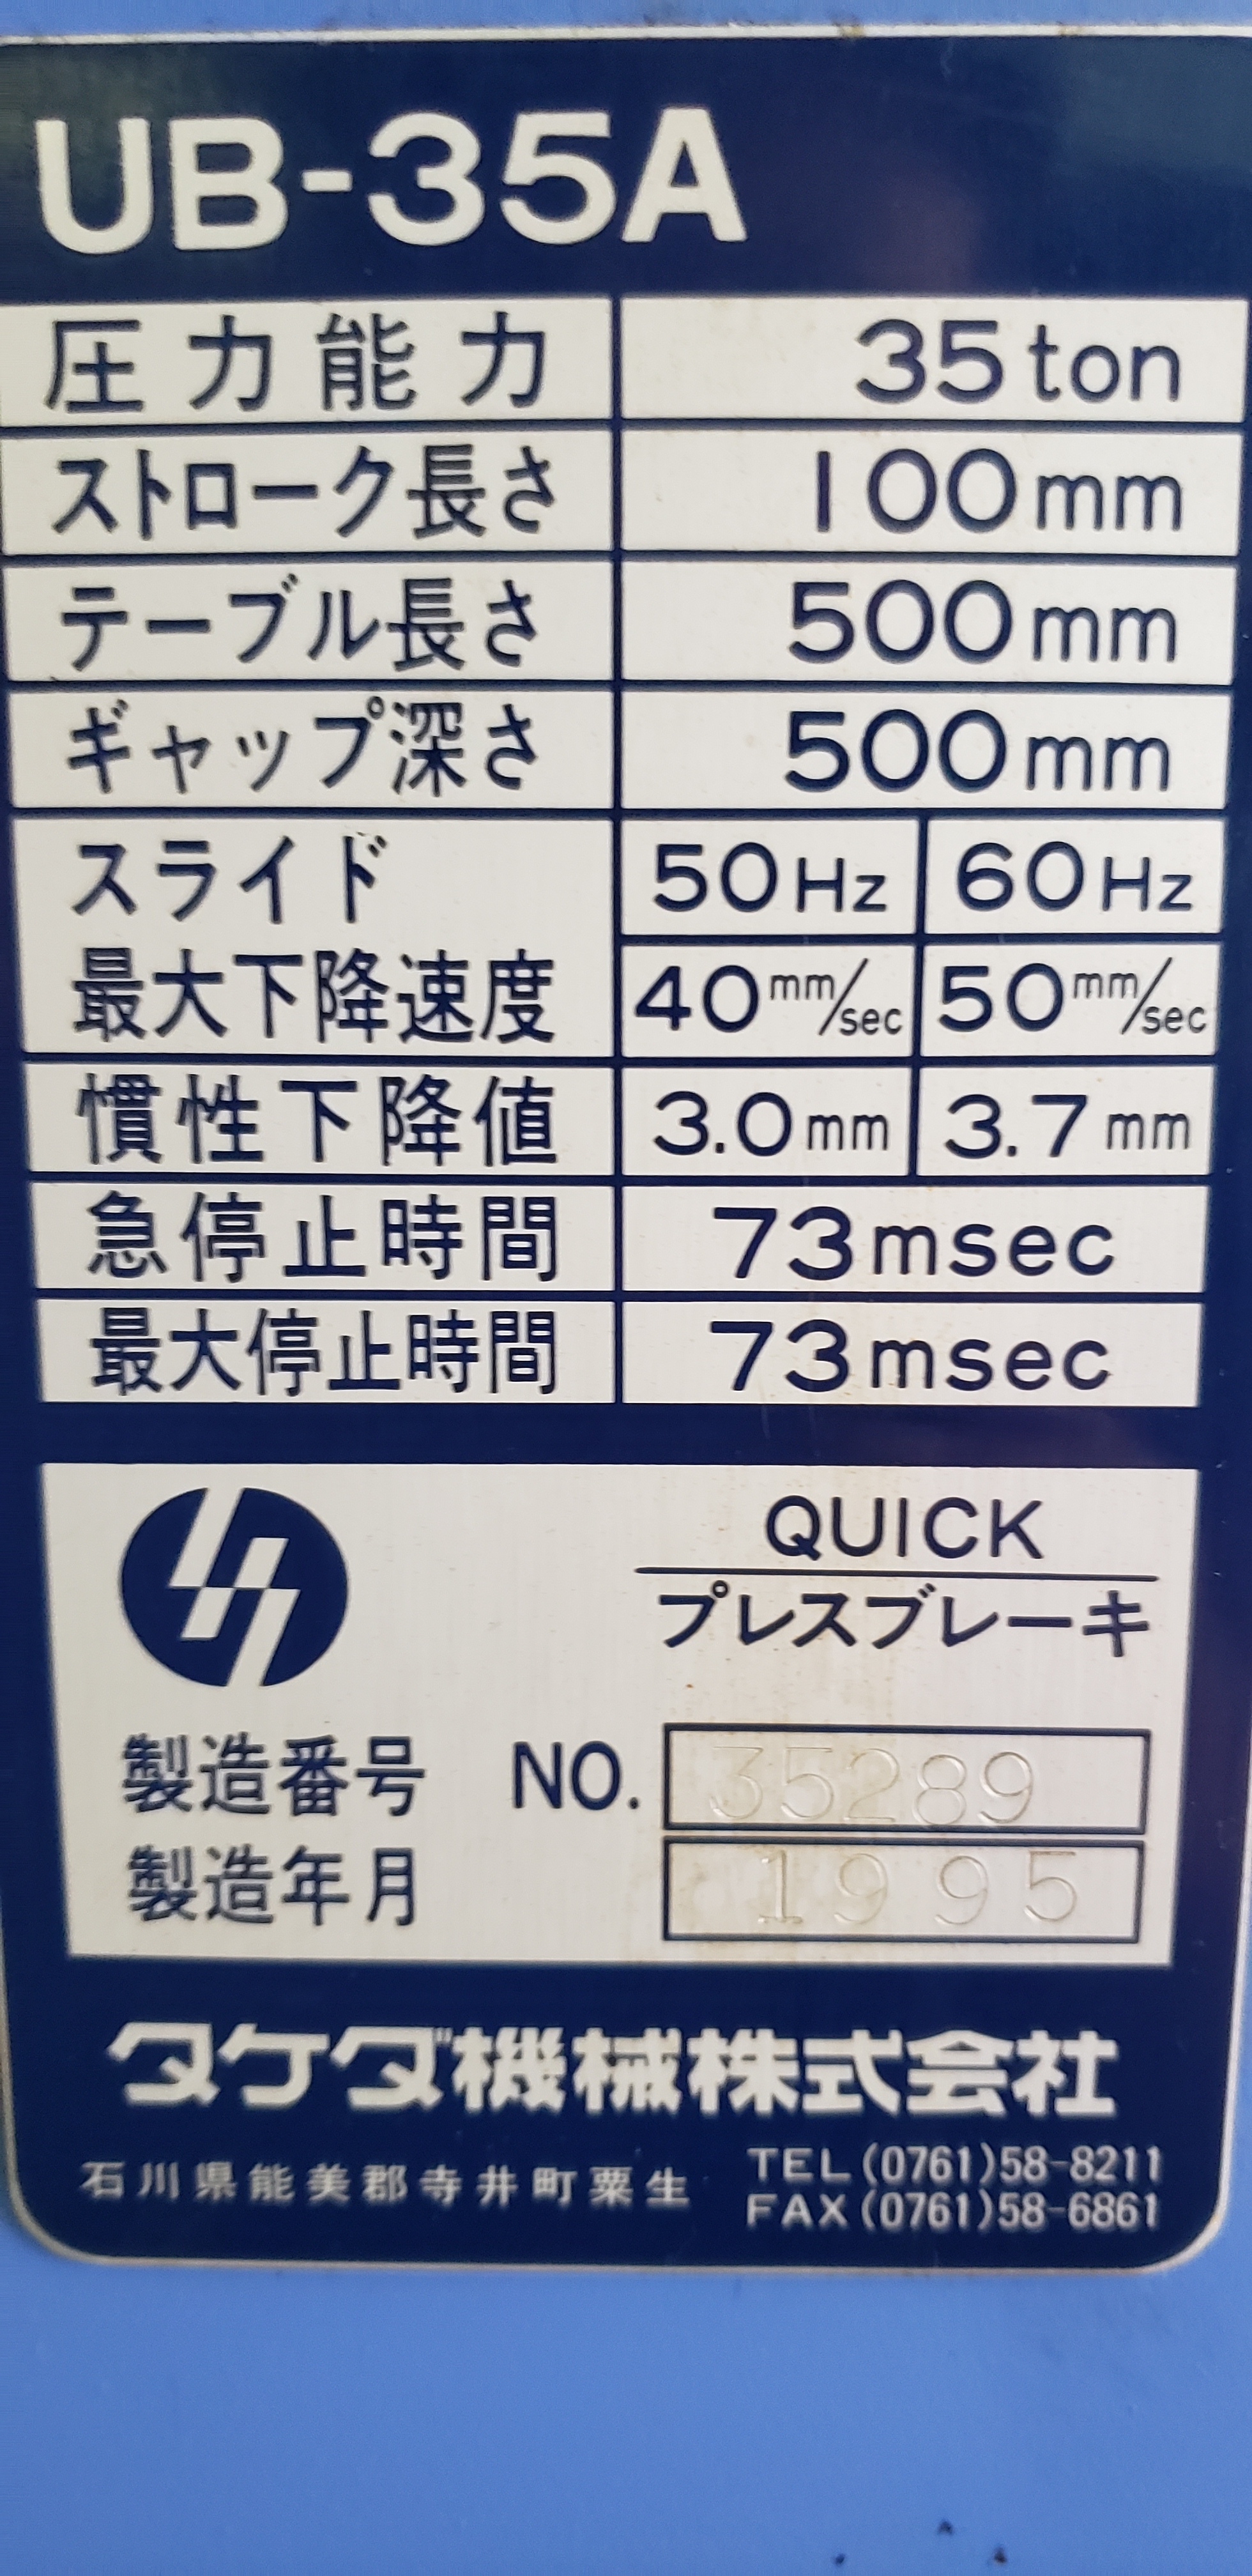 UB-35A
圧力能力 35ton
ストローク長さ 100mm
テーブル長さ 500mm
ギャップ深さ 500mm
スライド 50Hz 60Hz
最大下降速度 40mm/sec 50mm/sec
慣性下降値 3.0mm 3.7mm
急停止時間 73msec
最大停止時間 73msec
QUICK
プレスブレーキ
製造番号 NO. 35289
製造年月 1995
タケダ機械株式会社
石川県能美郡寺井町粟生 TEL(0761)58-8211
FAX(0761)58-6861